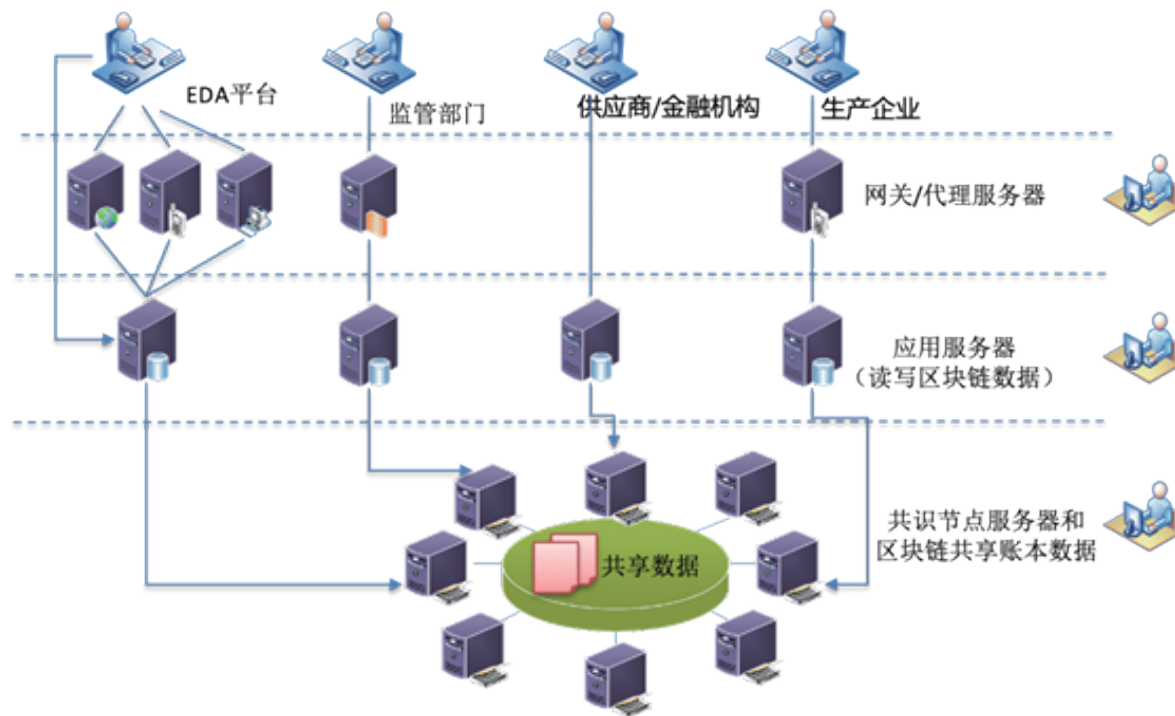 EDA平台
监管部门
供应商/金融机构
生产企业
网关/代理服务器
应用服务器
（读写区块链数据）
共识节点服务器和
区块链共享账本数据
共享数据